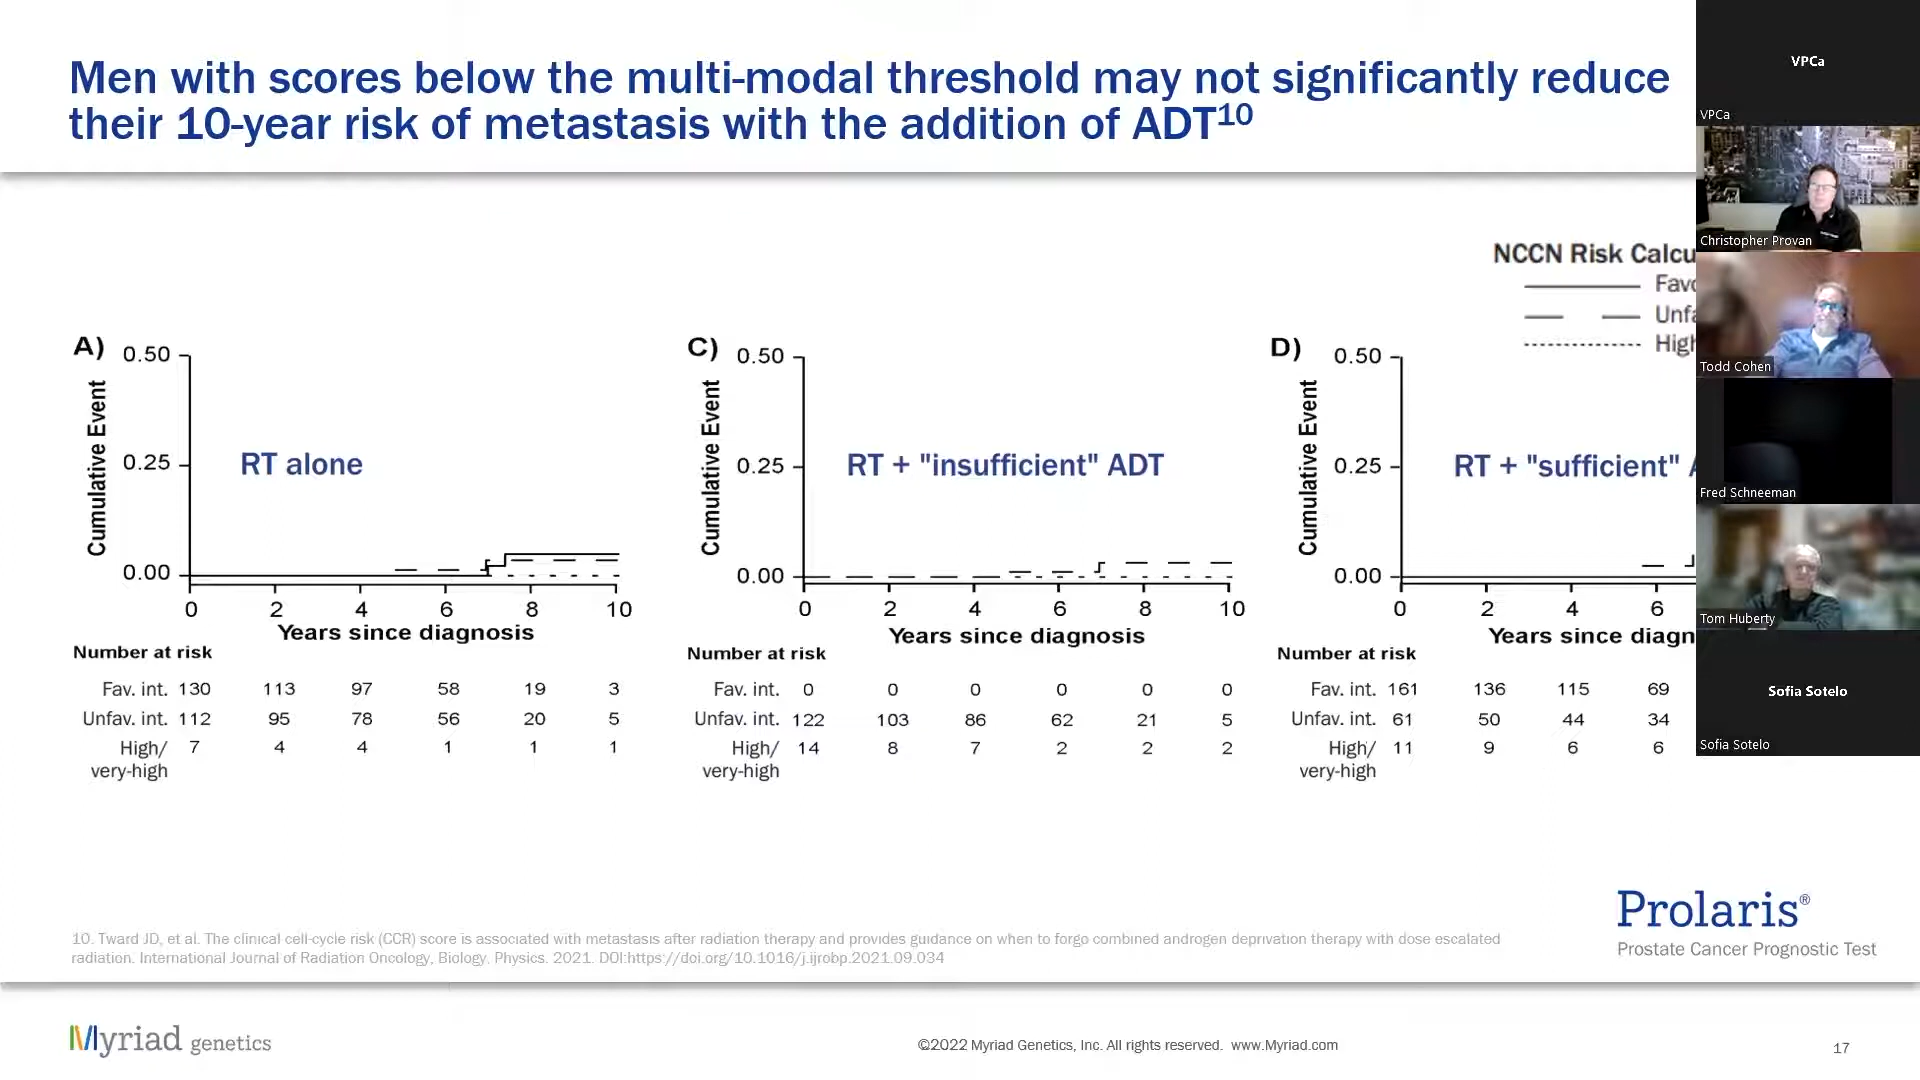 Men with scores below the multi-modal threshold may not significantly reduce
their 10-year risk of metastasis with the addition of ADT10
NCCN Risk Calcu
Favo
Unfa
High
A)
0.50
0.25
0.00
Cumulative Event
RT alone
0 2 4 6 8 10
Years since diagnosis
Number at risk
Fav. int. 130 113 97 58 19 3
Unfav. int. 112 95 78 56 20 5
High/ 7 4 4 1 1 1
very-high
C)
0.50
0.25
0.00
Cumulative Event
RT + "insufficient" ADT
0 2 4 6 8 10
Years since diagnosis
Number at risk
Fav. int. 0 0 0 0 0 0
Unfav. int. 122 103 86 62 21 5
High/ 14 8 7 2 2 2
very-high
D)
0.50
0.25
0.00
Cumulative Event
RT + "sufficient" A
0 2 4 6
Years since diagn
Number at risk
Fav. int. 161 136 115 69
Unfav. int. 61 50 44 34
High/ 11 9 6 6
very-high
VPCa
VPCa
Christopher Provan
Todd Cohen
Fred Schneeman
Tom Huberty
Sofia Sotelo
Sofia Sotelo
Prolaris®
Prostate Cancer Prognostic Test
10. Tward JD, et al. The clinical cell-cycle risk (CCR) score is associated with metastasis after radiation therapy and provides guidance on when to forgo combined androgen deprivation therapy with dose escalated
radiation. International Journal of Radiation Oncology, Biology. Physics. 2021. DOI:https://doi.org/10.1016/j.ijrobp.2021.09.034
Myriad genetics
©2022 Myriad Genetics, Inc. All rights reserved. www.Myriad.com
17